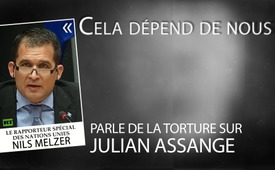 «
CELA DÉPEND DE NOUS
RT
LE RAPPORTEUR SPÉCIAL
DES NATIONS UNIES
NILS MELZER
PARLE DE LA TORTURE SUR
JULIAN ASSANGE